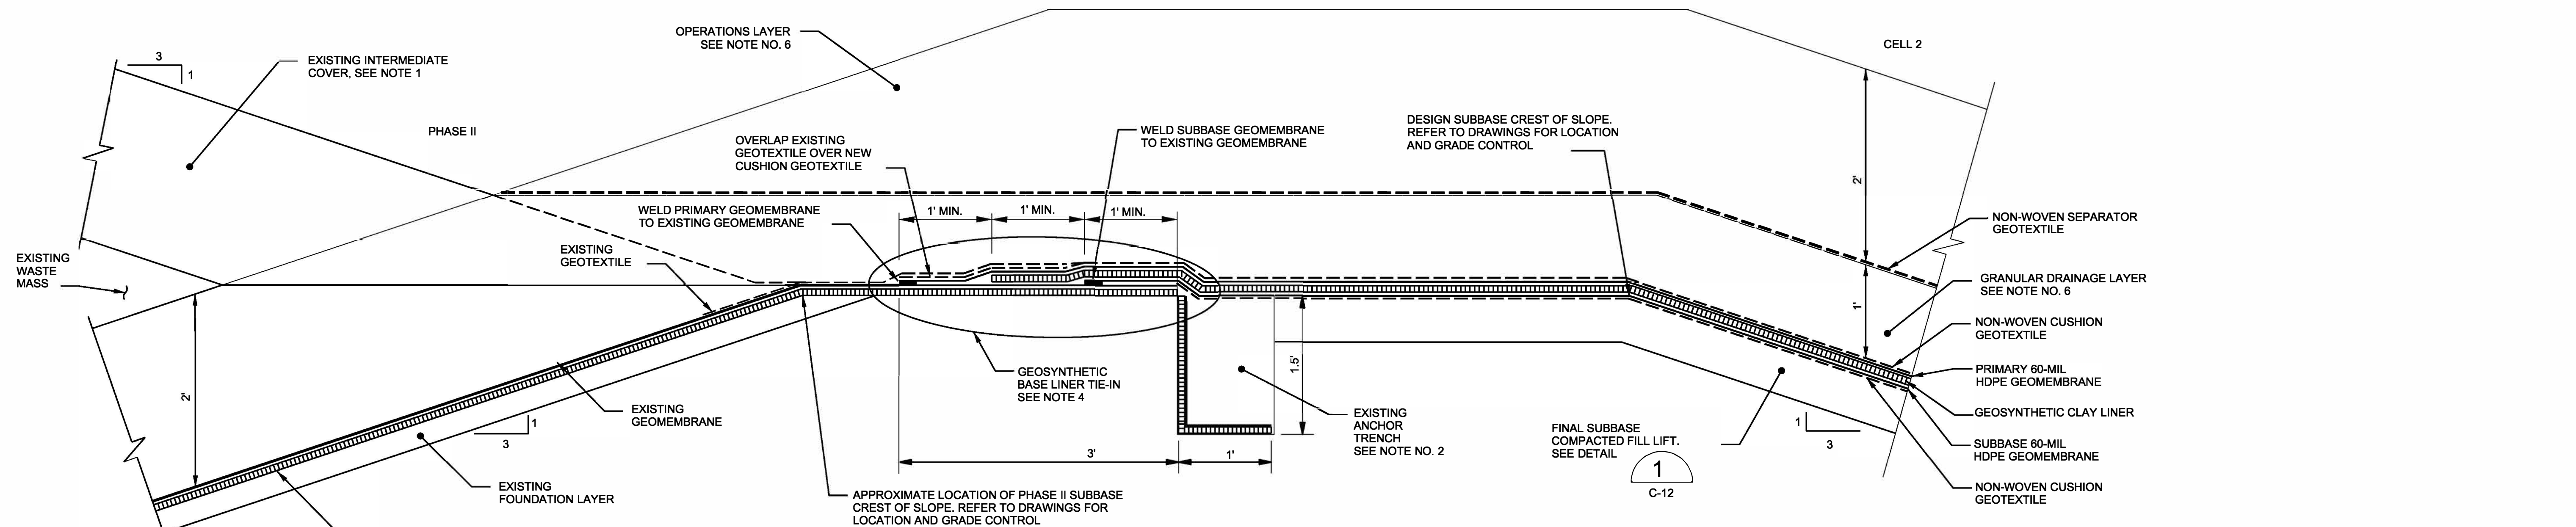 OPERATIONS LAYER
SEE NOTE NO. 6
CELL 2
3
1
EXISTING INTERMEDIATE
COVER, SEE NOTE 1
PHASE II
OVERLAP EXISTING
GEOTEXTILE OVER NEW
CUSHION GEOTEXTILE
WELD SUBBASE GEOMEMBRANE
TO EXISTING GEOMEMBRANE
DESIGN SUBBASE CREST OF SLOPE.
REFER TO DRAWINGS FOR LOCATION
AND GRADE CONTROL
2'
WELD PRIMARY GEOMEMBRANE
TO EXISTING GEOMEMBRANE
1' MIN.
1' MIN.
1' MIN.
NON-WOVEN SEPARATOR
GEOTEXTILE
EXISTING
GEOTEXTILE
EXISTING
WASTE
MASS
GRANULAR DRAINAGE LAYER
SEE NOTE NO. 6
1'
NON-WOVEN CUSHION
GEOTEXTILE
2'
GEOSYNTHETIC
BASE LINER TIE-IN
SEE NOTE 4
1.5'
PRIMARY 60-MIL
HDPE GEOMEMBRANE
EXISTING
GEOMEMBRANE
1
3
EXISTING
ANCHOR
TRENCH
SEE NOTE NO. 2
GEOSYNTHETIC CLAY LINER
FINAL SUBBASE
COMPACTED FILL LIFT.
SEE DETAIL
1
C-12
1
3
SUBBASE 60-MIL
HDPE GEOMEMBRANE
3'
1'
EXISTING
FOUNDATION LAYER
APPROXIMATE LOCATION OF PHASE II SUBBASE
CREST OF SLOPE. REFER TO DRAWINGS FOR
LOCATION AND GRADE CONTROL
NON-WOVEN CUSHION
GEOTEXTILE